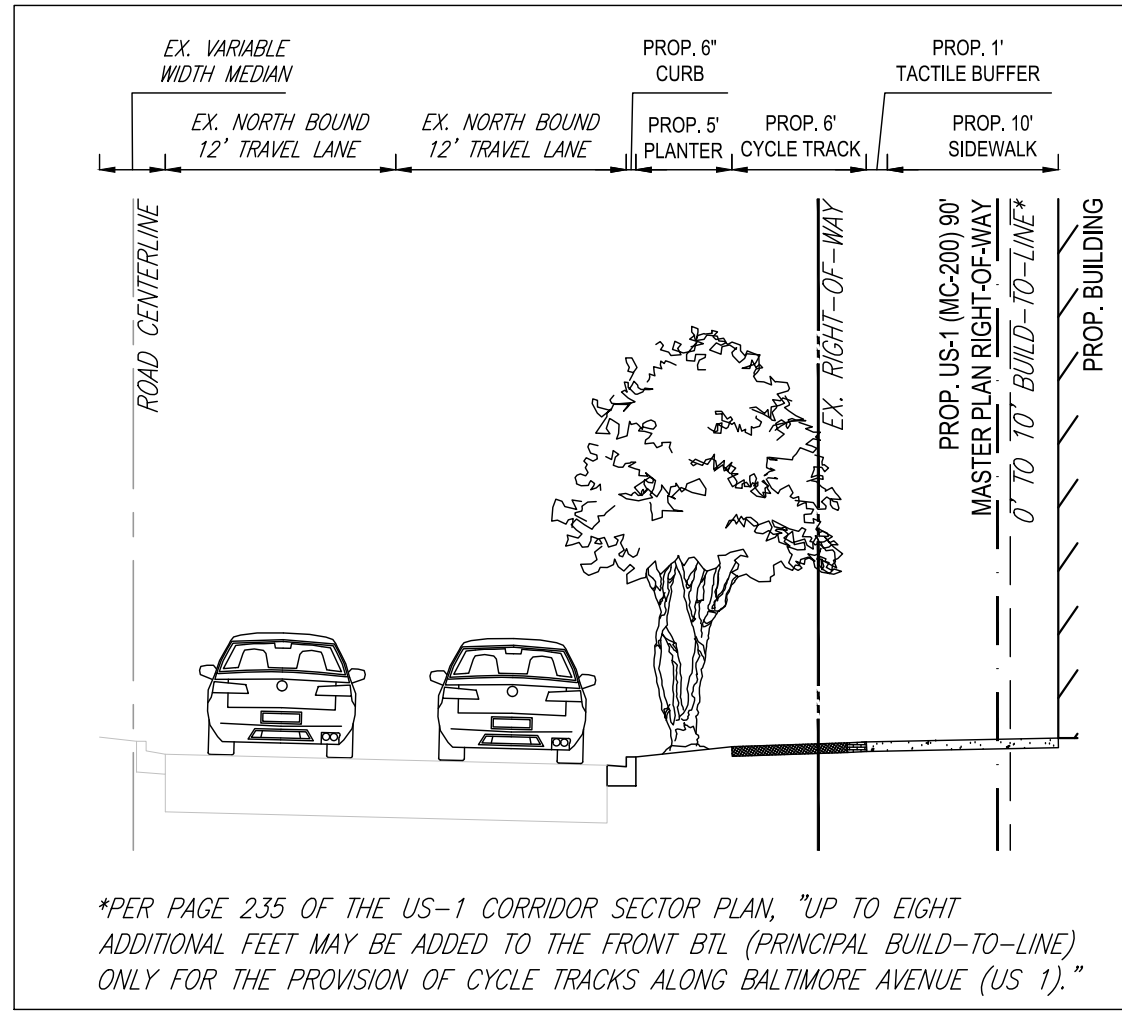 EX. VARIABLE
WIDTH MEDIAN
PROP. 6"
CURB
PROP. 1'
TACTILE BUFFER
EX. NORTH BOUND
12' TRAVEL LANE
EX. NORTH BOUND
12' TRAVEL LANE
PROP. 5'
PLANTER
PROP. 6'
CYCLE TRACK
PROP. 10'
SIDEWALK
ROAD CENTERLINE
EX. RIGHT-OF-WAY
PROP. US-1 (MC-200) 90'
MASTER PLAN RIGHT-OF-WAY
0' TO 10' BUILD-TO-LINE*
PROP. BUILDING
*PER PAGE 235 OF THE US-1 CORRIDOR SECTOR PLAN, "UP TO EIGHT
ADDITIONAL FEET MAY BE ADDED TO THE FRONT BTL (PRINCIPAL BUILD-TO-LINE)
ONLY FOR THE PROVISION OF CYCLE TRACKS ALONG BALTIMORE AVENUE (US 1)."